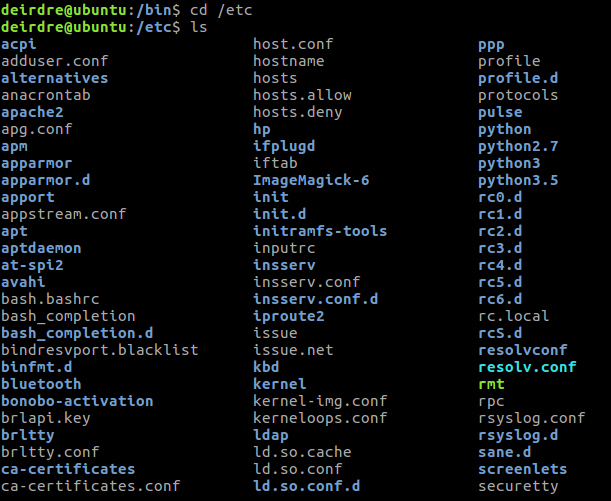 deirdre@ubuntu:/bin$ cd /etc
deirdre@ubuntu:/etc$ ls
acpi host.conf ppp
adduser.conf hostname profile
alternatives hosts profile.d
anacrontab hosts.allow protocols
apache2 hosts.deny pulse
apg.conf hp python
apm ifplugd python2.7
apparmor iftab python3
apparmor.d ImageMagick-6 python3.5
apport init rc0.d
appstream.conf init.d rc1.d
apt initramfs-tools rc2.d
aptdaemon inputrc rc3.d
at-spi2 insserv rc4.d
avahi insserv.conf rc5.d
bash.bashrc insserv.conf.d rc6.d
bash_completion iproute2 rc.local
bash_completion.d issue rcS.d
bindresvport.blacklist issue.net resolvconf
binfmt.d kbd resolv.conf
bluetooth kernel rmt
bonobo-activation kernel-img.conf rpc
brlapi.key kerneloops.conf rsyslog.conf
brltty ldap rsyslog.d
brltty.conf ld.so.cache sane.d
ca-certificates ld.so.conf screenlets
ca-certificates.conf ld.so.conf.d securetty